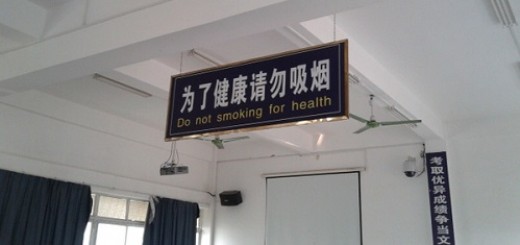 为了健康请勿吸烟
Do not smoking for health
考取优异成绩争当文